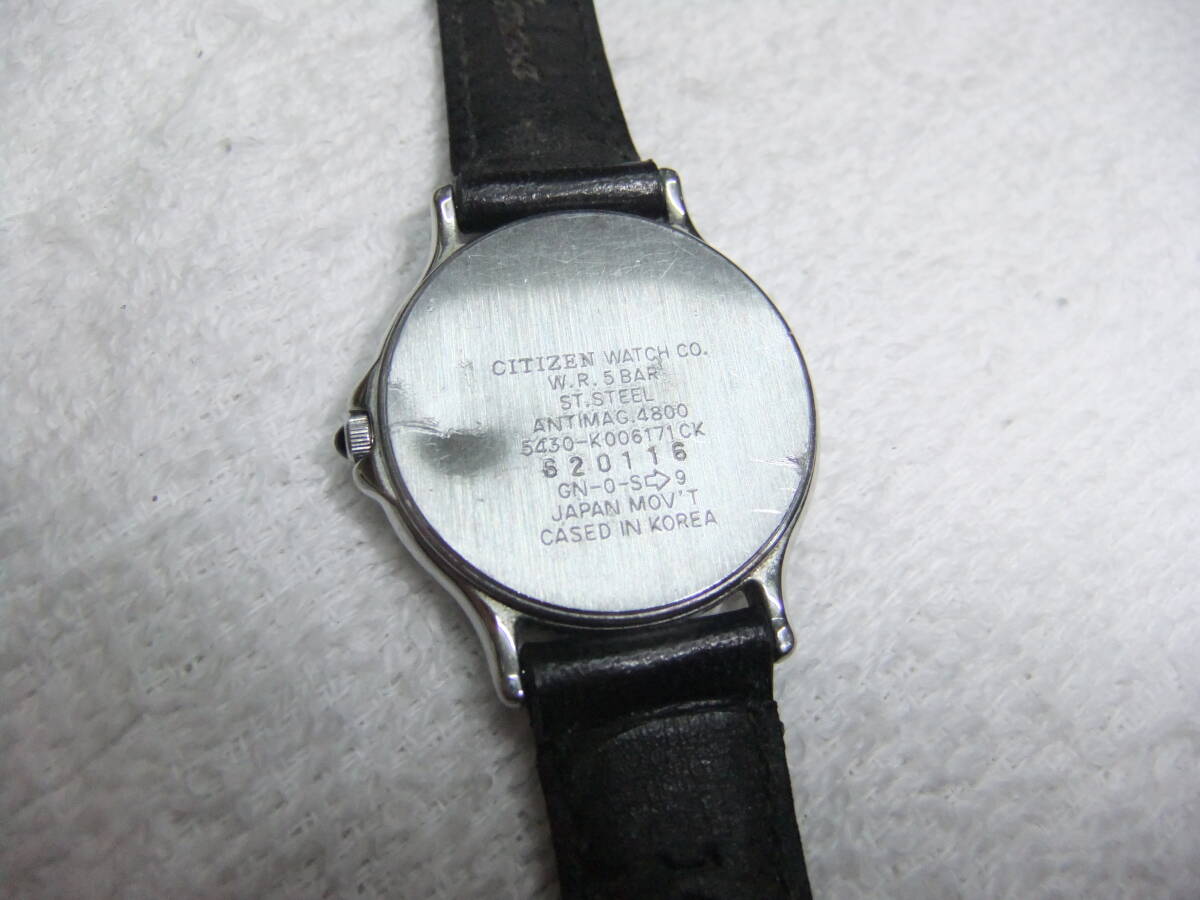 CITIZEN WATCH CO.
W.R. 5 BAR
ST. STEEL
ANTIMAG. 4800
5430-K006171 CK
620116
GN-0-S⇨9
JAPAN MOV'T
CASED IN KOREA